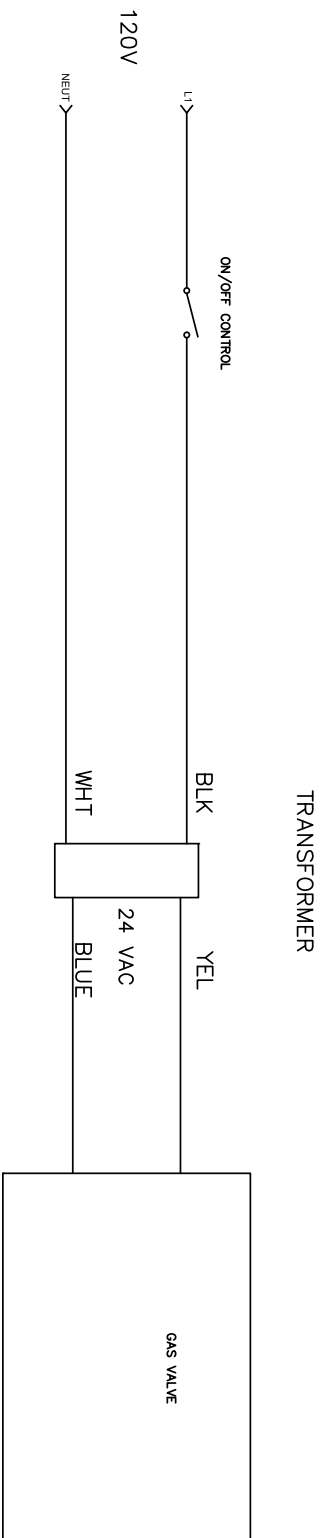 TRANSFORMER
ON/OFF CONTROL
L1
BLK
YEL
120V
24 VAC
GAS VALVE
NEUT
WHT
BLUE